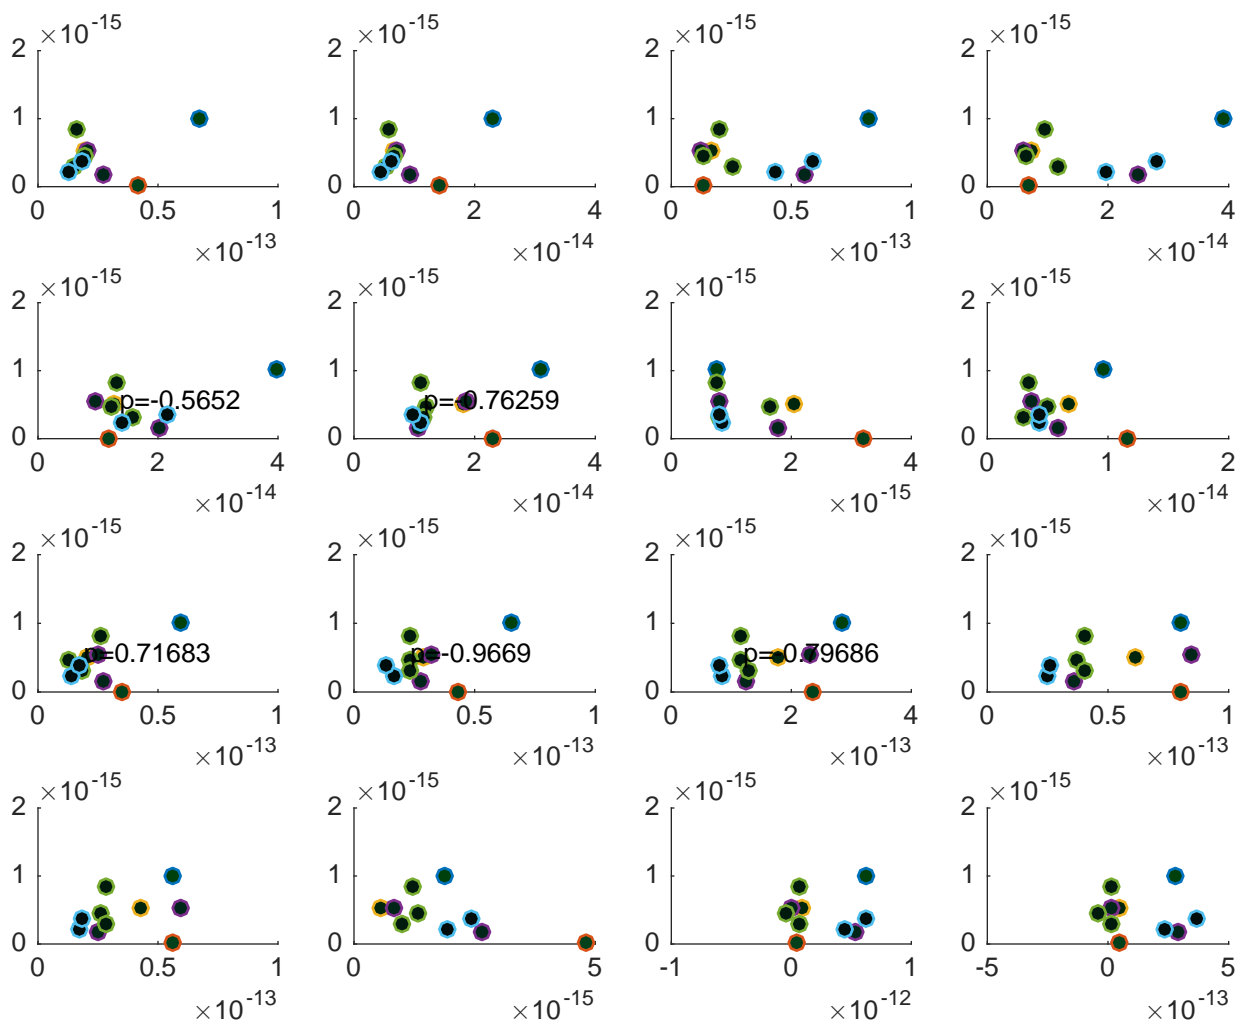 ×10-15 ×10-15 ×10-15 ×10-15
2 2 2 2
1 1 1 1
0 0 0 0
0 0.5 1 0 2 4 0 0.5 1 0 2 4
×10-13 ×10-14 ×10-13 ×10-14
×10-15 ×10-15 ×10-15 ×10-15
2 2 2 2
1 1 1 1
p=-0.5652 p=-0.76259
0 0 0 0
0 2 4 0 2 4 0 2 4 0 1 2
×10-14 ×10-14 ×10-15 ×10-14
×10-15 ×10-15 ×10-15 ×10-15
2 2 2 2
1 1 1 1
p=0.71683 p=-0.9669 p=-0.79686
0 0 0 0
0 0.5 1 0 0.5 1 0 2 4 0 0.5 1
×10-13 ×10-13 ×10-13 ×10-13
×10-15 ×10-15 ×10-15 ×10-15
2 2 2 2
1 1 1 1
0 0 0 0
0 0.5 1 0 5 -1 0 1 -5 0 5
×10-13 ×10-15 ×10-12 ×10-13